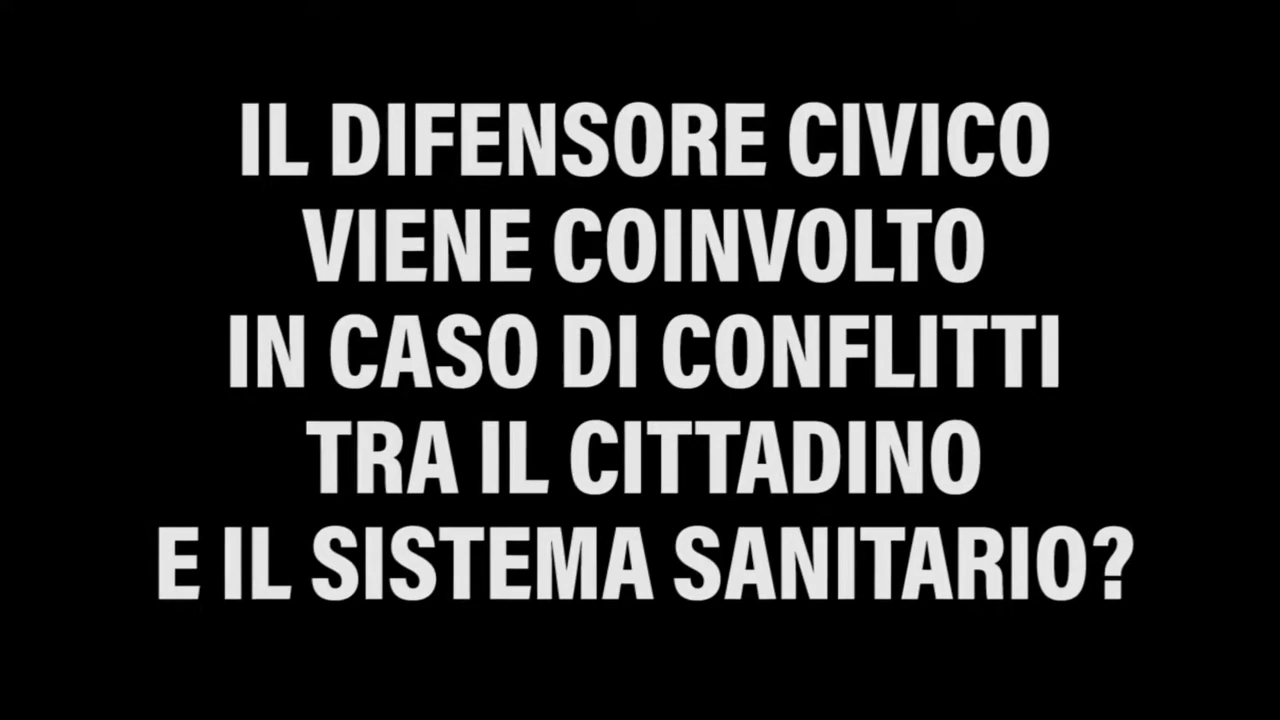 IL DIFENSORE CIVICO
VIENE COINVOLTO
IN CASO DI CONFLITTI
TRA IL CITTADINO
E IL SISTEMA SANITARIO?